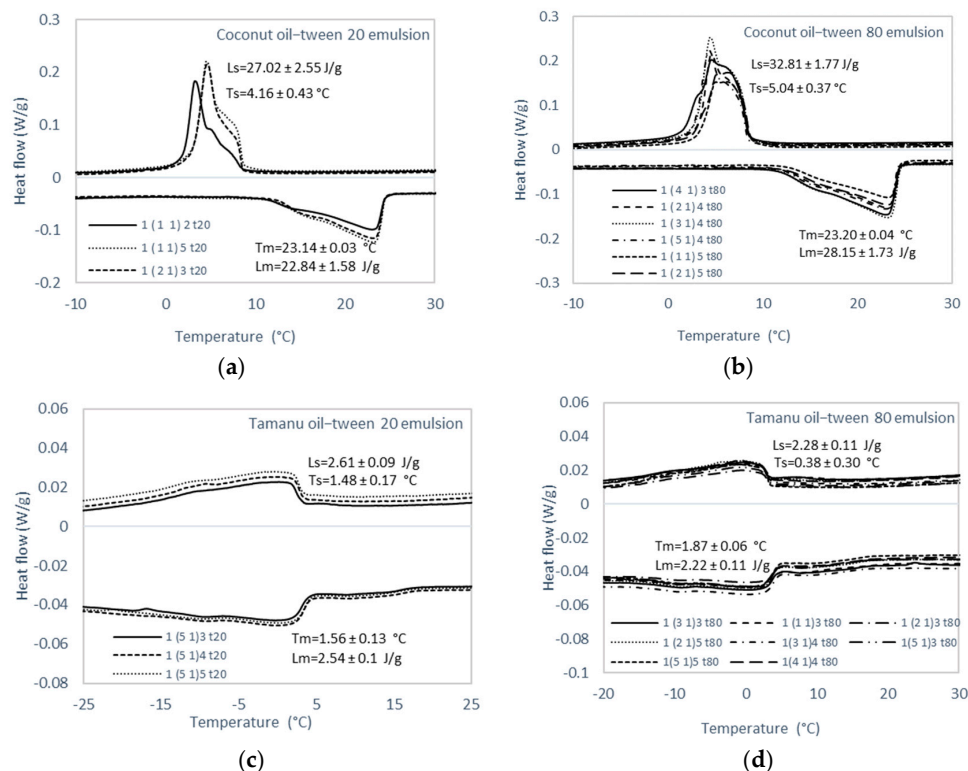 Coconut oil–tween 20 emulsion
Ls=27.02 ± 2.55 J/g
Ts=4.16 ± 0.43 °C
Heat flow (W/g)
0.3
0.2
0.1
0
-0.1
-0.2
Tm=23.14 ± 0.03 °C
Lm=22.84 ± 1.58 J/g
1 (1 1) 2 t20
1 (1 1) 5 t20
1 (2 1) 3 t20
-10 0 10 20 30
Temperature (°C)
(a)
Coconut oil–tween 80 emulsion
Ls=32.81 ± 1.77 J/g
Ts=5.04 ± 0.37 °C
Heat flow (W/g)
0.3
0.2
0.1
0
-0.1
-0.2
-0.3
Tm=23.20 ± 0.04 °C
Lm=28.15 ± 1.73 J/g
1 (4 1) 3 t80
1 (2 1) 4 t80
1 (3 1) 4 t80
1 (5 1) 4 t80
1 (1 1) 5 t80
1 (2 1) 5 t80
-10 0 10 20 30
Temperature (°C)
(b)
Tamanu oil–tween 20 emulsion
Ls=2.61 ± 0.09 J/g
Ts=1.48 ± 0.17 °C
Heat flow (W/g)
0.06
0.04
0.02
0
-0.02
-0.04
-0.06
-0.08
1 (5 1)3 t20
1 (5 1)4 t20
1 (5 1)5 t20
Tm=1.56 ± 0.13 °C
Lm=2.54 ± 0.1 J/g
-25 -15 -5 5 15 25
Temperature (°C)
(c)
Tamanu oil–tween 80 emulsion
Ls=2.28 ± 0.11 J/g
Ts=0.38 ± 0.30 °C
Heat flow (W/g)
0.06
0.04
0.02
0
-0.02
-0.04
-0.06
-0.08
-0.1
Tm=1.87 ± 0.06 °C
Lm=2.22 ± 0.11 J/g
1 (3 1)3 t80 1 (1 1)3 t80 1 (2 1)3 t80
1 (2 1)5 t80 1(3 1)4 t80 1(5 1)3 t80
1(5 1)5 t80 1(4 1)4 t80
-20 -10 0 10 20 30
Temperature (°C)
(d)